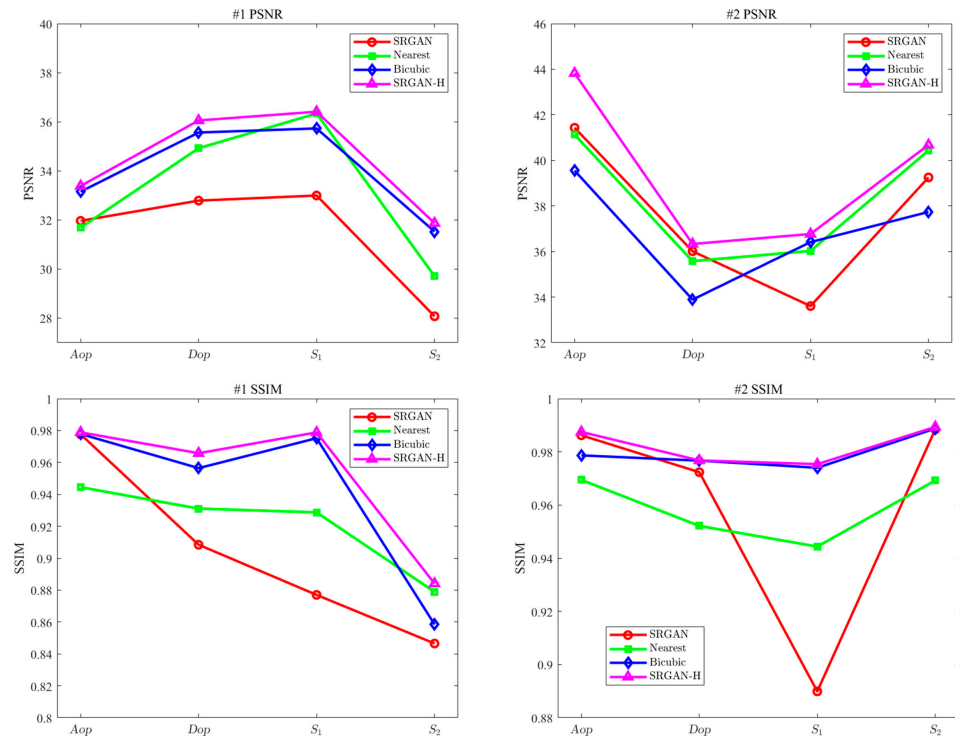 #1 PSNR
40
38
36
34
32
30
28
PSNR
Aop
Dop
S₁
S₂
SRGAN
Nearest
Bicubic
SRGAN-H
#2 PSNR
46
44
42
40
38
36
34
32
PSNR
Aop
Dop
S₁
S₂
SRGAN
Nearest
Bicubic
SRGAN-H
#1 SSIM
1
0.98
0.96
0.94
0.92
0.9
0.88
0.86
0.84
0.82
0.8
SSIM
Aop
Dop
S₁
S₂
SRGAN
Nearest
Bicubic
SRGAN-H
#2 SSIM
1
0.98
0.96
0.94
0.92
0.9
0.88
SSIM
Aop
Dop
S₁
S₂
SRGAN
Nearest
Bicubic
SRGAN-H